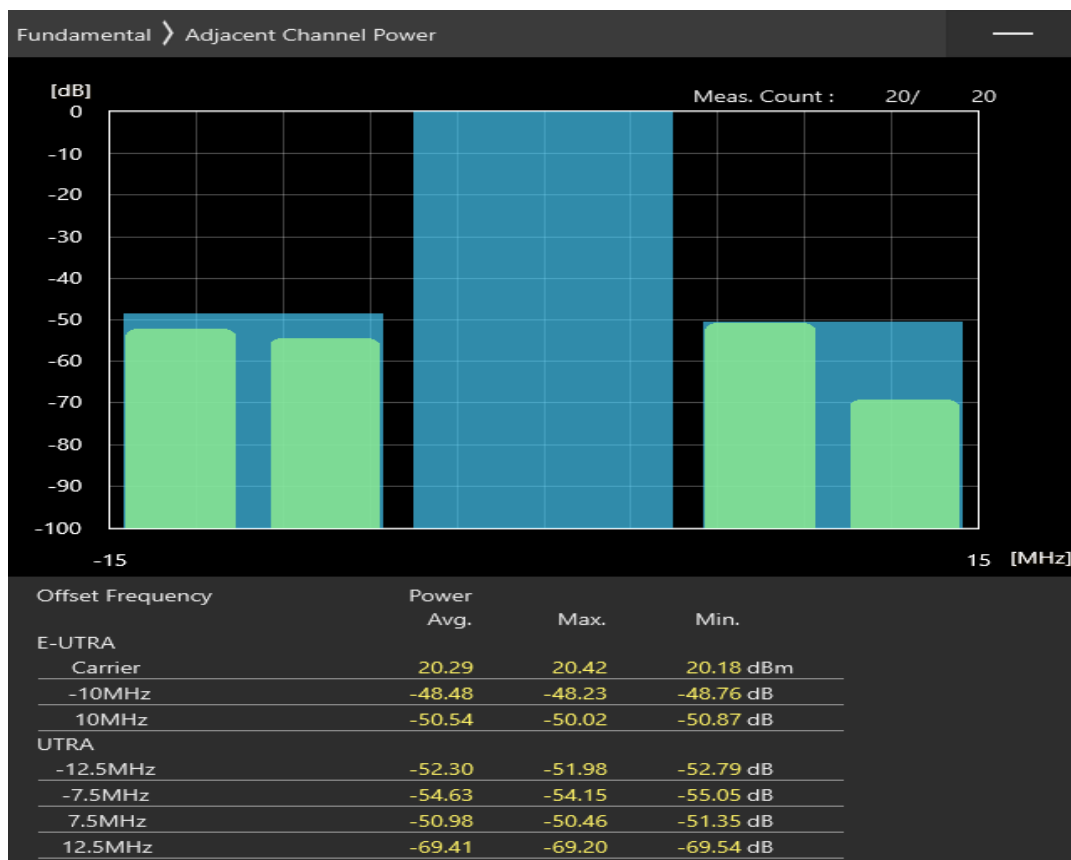 Fundamental ❯ Adjacent Channel Power
[dB]
Meas. Count : 20/ 20
0
-10
-20
-30
-40
-50
-60
-70
-80
-90
-100
-15 15 [MHz]
Offset Frequency Power
Avg. Max. Min.
E-UTRA
Carrier 20.29 20.42 20.18 dBm
-10MHz -48.48 -48.23 -48.76 dB
10MHz -50.54 -50.02 -50.87 dB
UTRA
-12.5MHz -52.30 -51.98 -52.79 dB
-7.5MHz -54.63 -54.15 -55.05 dB
7.5MHz -50.98 -50.46 -51.35 dB
12.5MHz -69.41 -69.20 -69.54 dB